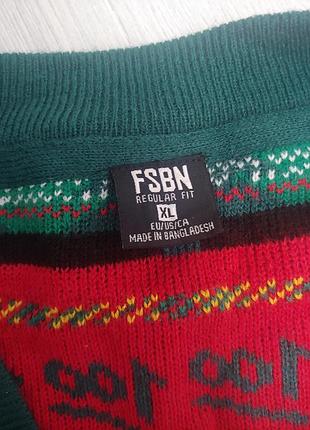 FSBN
REGULAR FIT
XL
EU/US/CA
MADE IN BANGLADESH